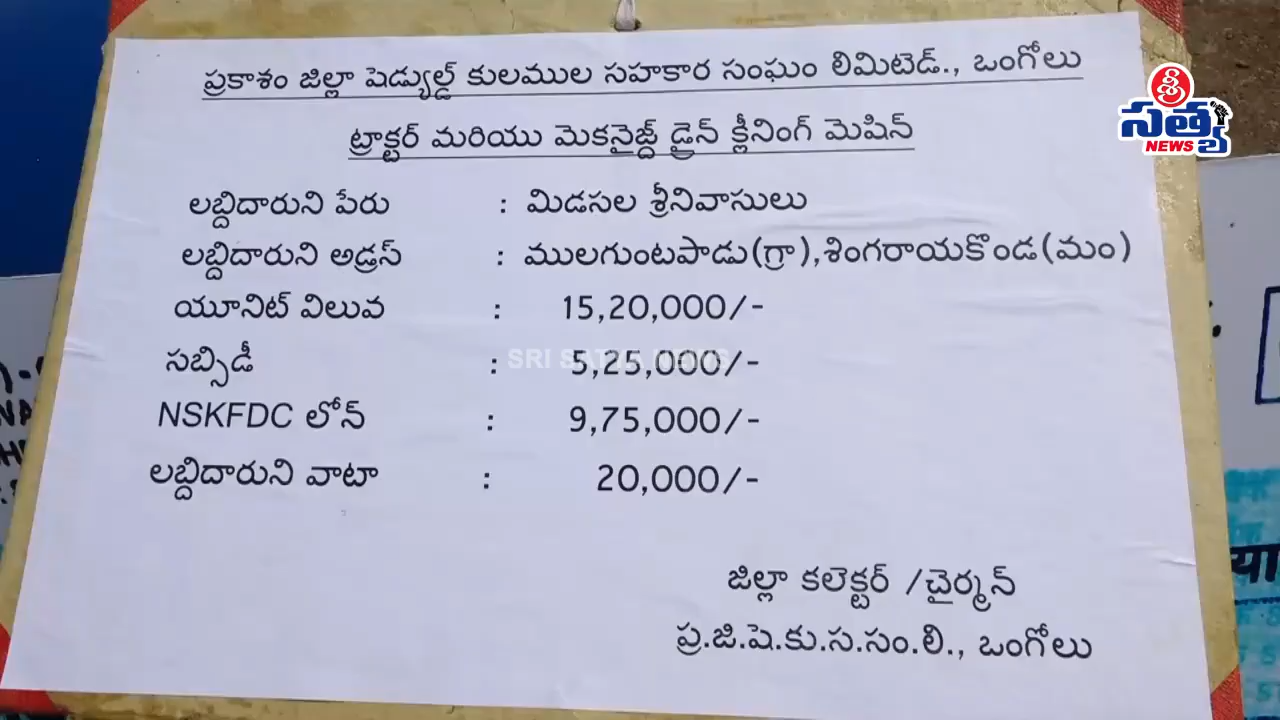 ప్రకాశం జిల్లా షెడ్యుల్డ్ కులముల సహకార సంఘం లిమిటెడ్., ఒంగోలు
ట్రాక్టర్ మరియు మెకనైజ్డ్ డ్రైన్ క్లీనింగ్ మెషిన్
లబ్దిదారుని పేరు : మిడసల శ్రీనివాసులు
లబ్దిదారుని అడ్రస్ : ములగుంటపాడు(గ్రా),శింగరాయకొండ(మం)
యూనిట్ విలువ : 15,20,000/-
సబ్సిడీ : 5,25,000/-
NSKFDC లోన్ : 9,75,000/-
లబ్దిదారుని వాటా : 20,000/-
జిల్లా కలెక్టర్ /చైర్మన్
ప్ర.జి.షె.కు.స.సం.లి., ఒంగోలు
శ్రీ
సత్య
NEWS
SRI SATYA NEWS